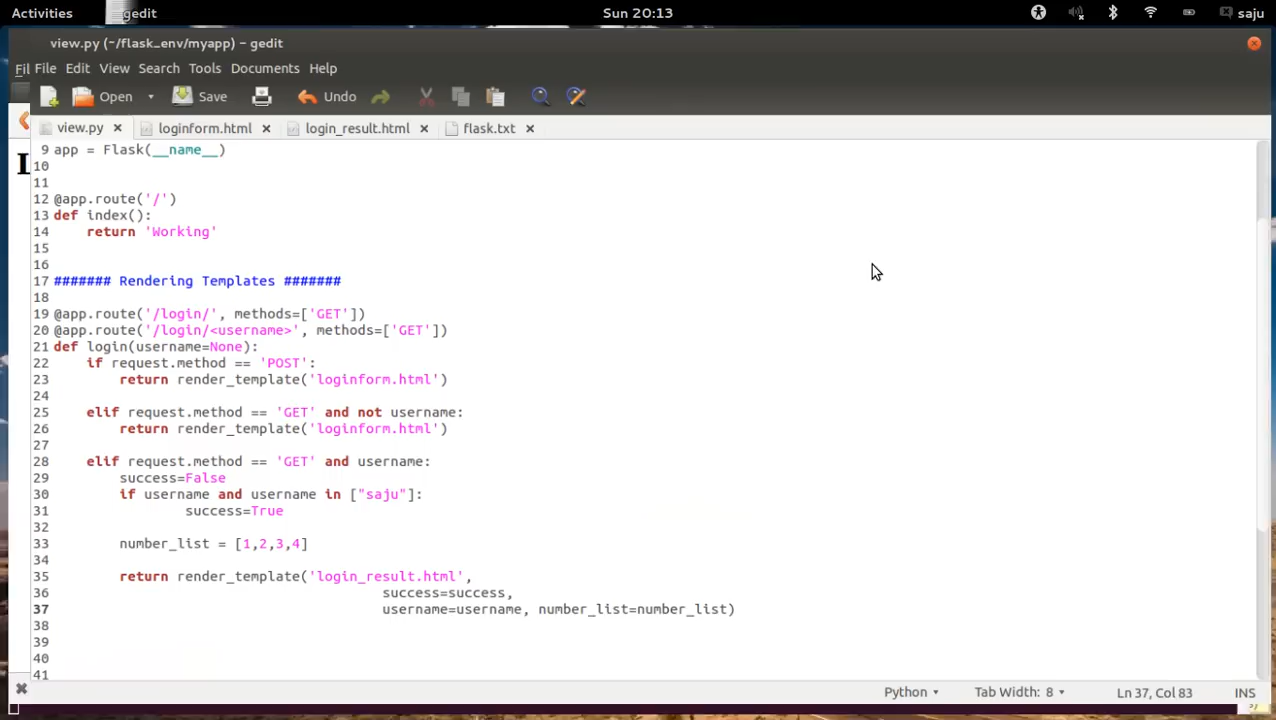 Activities gedit Sun 20:13 saju
view.py (~/flask_env/myapp) – gedit
Fil File Edit View Search Tools Documents Help
Open Save Undo
view.py loginform.html login_result.html flask.txt
9 app = Flask(__name__)
10
11
12 @app.route('/')
13 def index():
14     return 'Working'
15
16
17 ####### Rendering Templates #######
18
19 @app.route('/login/', methods=['GET'])
20 @app.route('/login/<username>', methods=['GET'])
21 def login(username=None):
22     if request.method == 'POST':
23         return render_template('loginform.html')
24
25     elif request.method == 'GET' and not username:
26         return render_template('loginform.html')
27
28     elif request.method == 'GET' and username:
29         success=False
30         if username and username in ["saju"]:
31                 success=True
32
33         number_list = [1,2,3,4]
34
35         return render_template('login_result.html',
36                                         success=success,
37                                         username=username, number_list=number_list)
38
39
40
41
Python Tab Width: 8 Ln 37, Col 83 INS